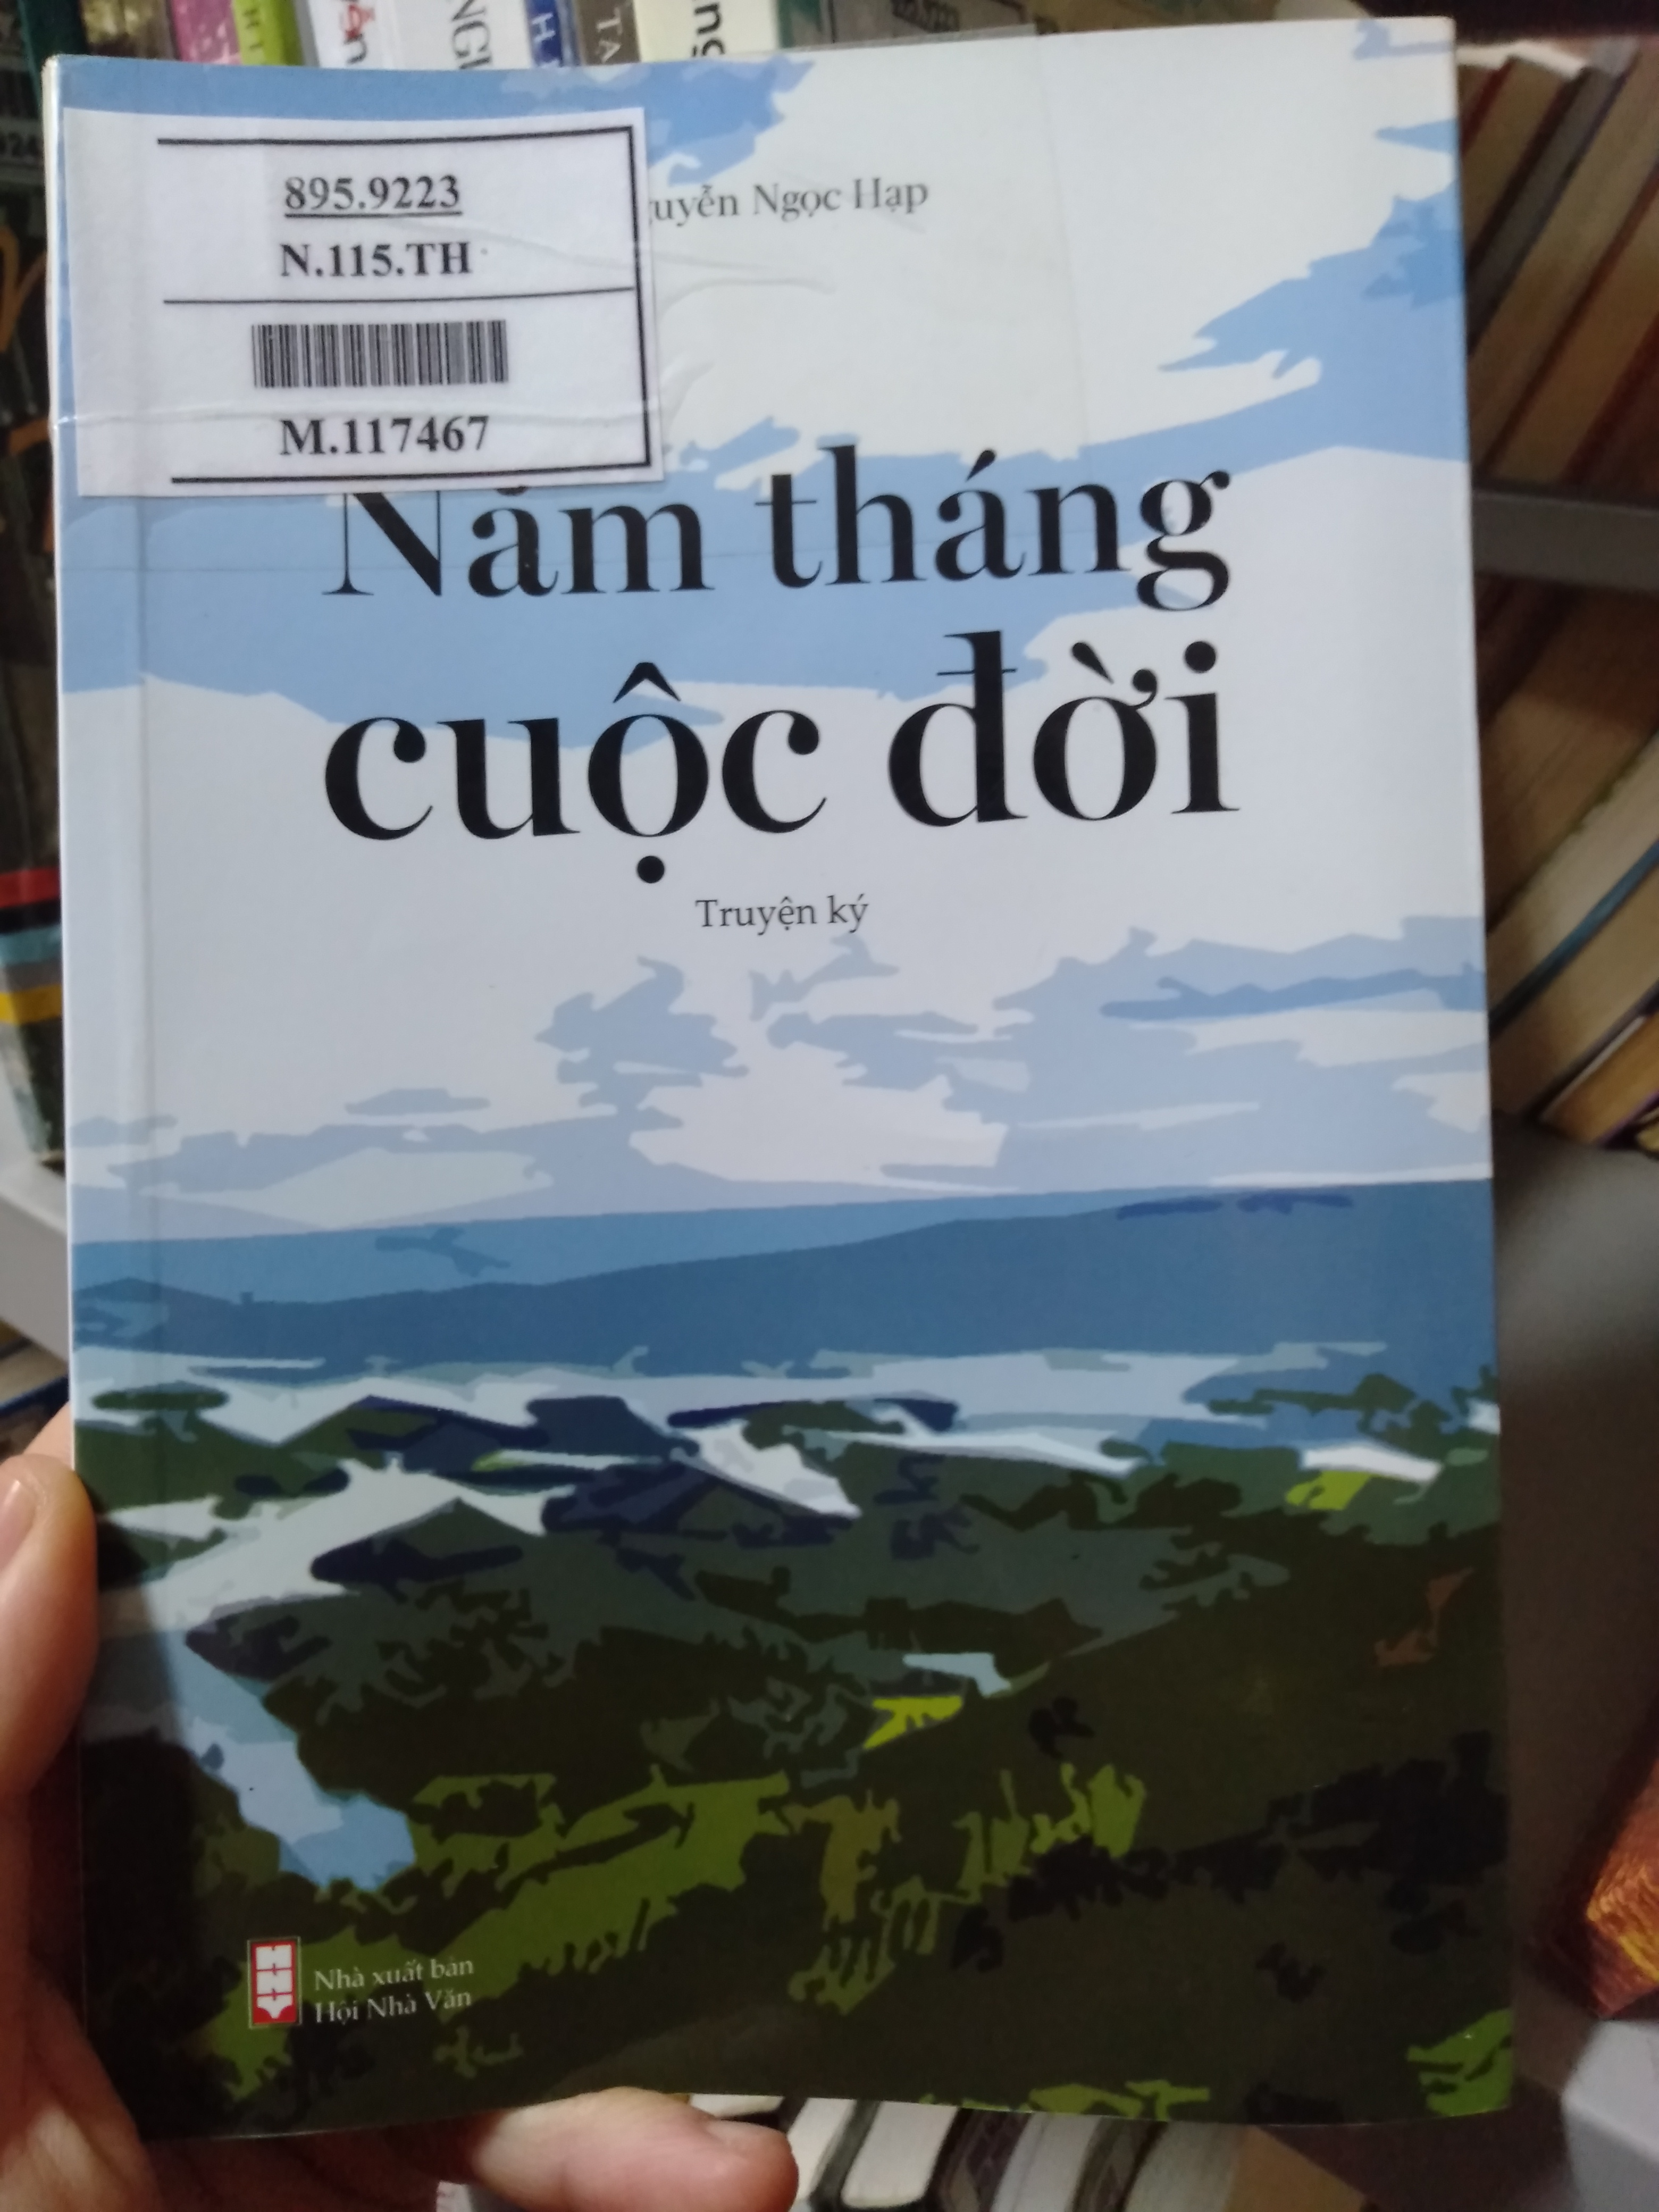 895.9223
N.115.TH
M.117467
uyễn Ngọc Hạp
Năm tháng
cuộc đời
Truyện ký
Nhà xuất bản
Hội Nhà Văn